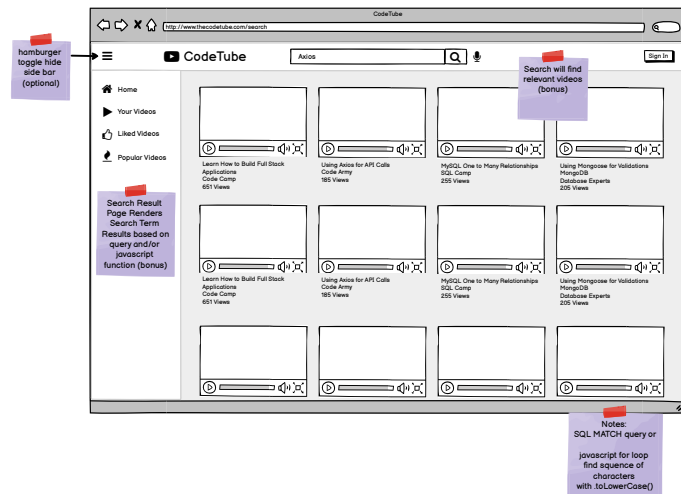 CodeTube
http://www.thecodetube.com/search
hamburger
toggle hide
side bar
(optional)
CodeTube
Axios
Sign In
Search will find
relevant videos
(bonus)
Home
Your Videos
Liked Videos
Popular Videos
Learn How to Build Full Stack
Applications
Code Camp
651 Views
Using Axios for API Calls
Code Army
185 Views
MySQL One to Many Relationships
SQL Camp
255 Views
Using Mongoose for Validations
MongoDB
Database Experts
205 Views
Search Result
Page Renders
Search Term
Results based on
query and/or
javascript
function (bonus)
Learn How to Build Full Stack
Applications
Code Camp
651 Views
Using Axios for API Calls
Code Army
185 Views
MySQL One to Many Relationships
SQL Camp
255 Views
Using Mongoose for Validations
MongoDB
Database Experts
205 Views
Notes:
SQL MATCH query or
javascript for loop
find squence of
characters
with .toLowerCase()